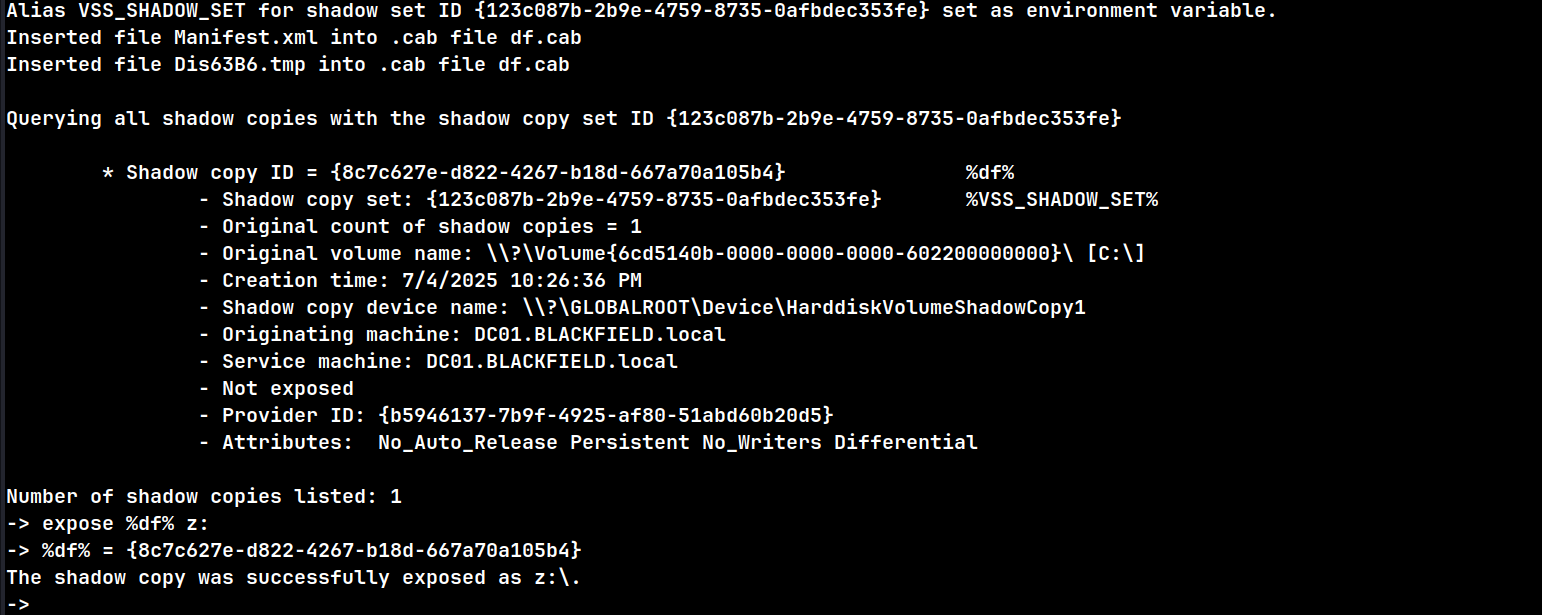 Alias VSS_SHADOW_SET for shadow set ID {123c087b-2b9e-4759-8735-0afbdec353fe} set as environment variable.
Inserted file Manifest.xml into .cab file df.cab
Inserted file Dis63B6.tmp into .cab file df.cab
Querying all shadow copies with the shadow copy set ID {123c087b-2b9e-4759-8735-0afbdec353fe}
* Shadow copy ID = {8c7c627e-d822-4267-b18d-667a70a105b4} %df%
- Shadow copy set: {123c087b-2b9e-4759-8735-0afbdec353fe} %VSS_SHADOW_SET%
- Original count of shadow copies = 1
- Original volume name: \\?\Volume{6cd5140b-0000-0000-0000-602200000000}\ [C:\]
- Creation time: 7/4/2025 10:26:36 PM
- Shadow copy device name: \\?\GLOBALROOT\Device\HarddiskVolumeShadowCopy1
- Originating machine: DC01.BLACKFIELD.local
- Service machine: DC01.BLACKFIELD.local
- Not exposed
- Provider ID: {b5946137-7b9f-4925-af80-51abd60b20d5}
- Attributes:  No_Auto_Release Persistent No_Writers Differential
Number of shadow copies listed: 1
-> expose %df% z:
-> %df% = {8c7c627e-d822-4267-b18d-667a70a105b4}
The shadow copy was successfully exposed as z:\.
->